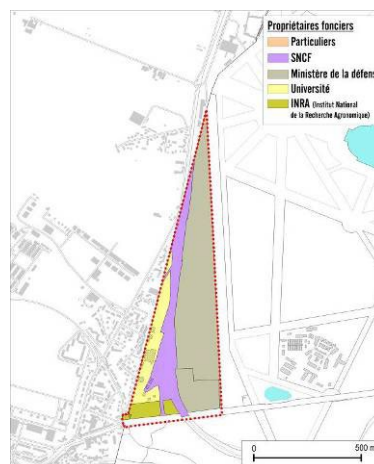 Propriétaires fonciers
Particuliers
SNCF
Ministère de la défens
Université
INRA (Institut National
de la Recherche Agronomique)
0 500 m